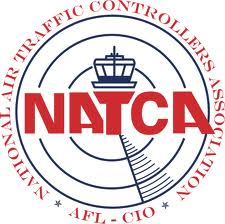 NATIONAL AIR TRAFFIC CONTROLLERS ASSOCIATION
NATCA
AFL - CIO